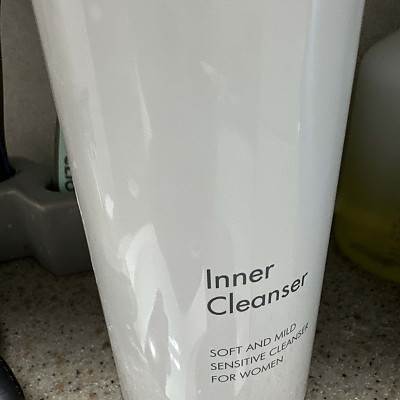 Inner
Cleanser
SOFT AND MILD
SENSITIVE CLEANSER
FOR WOMEN